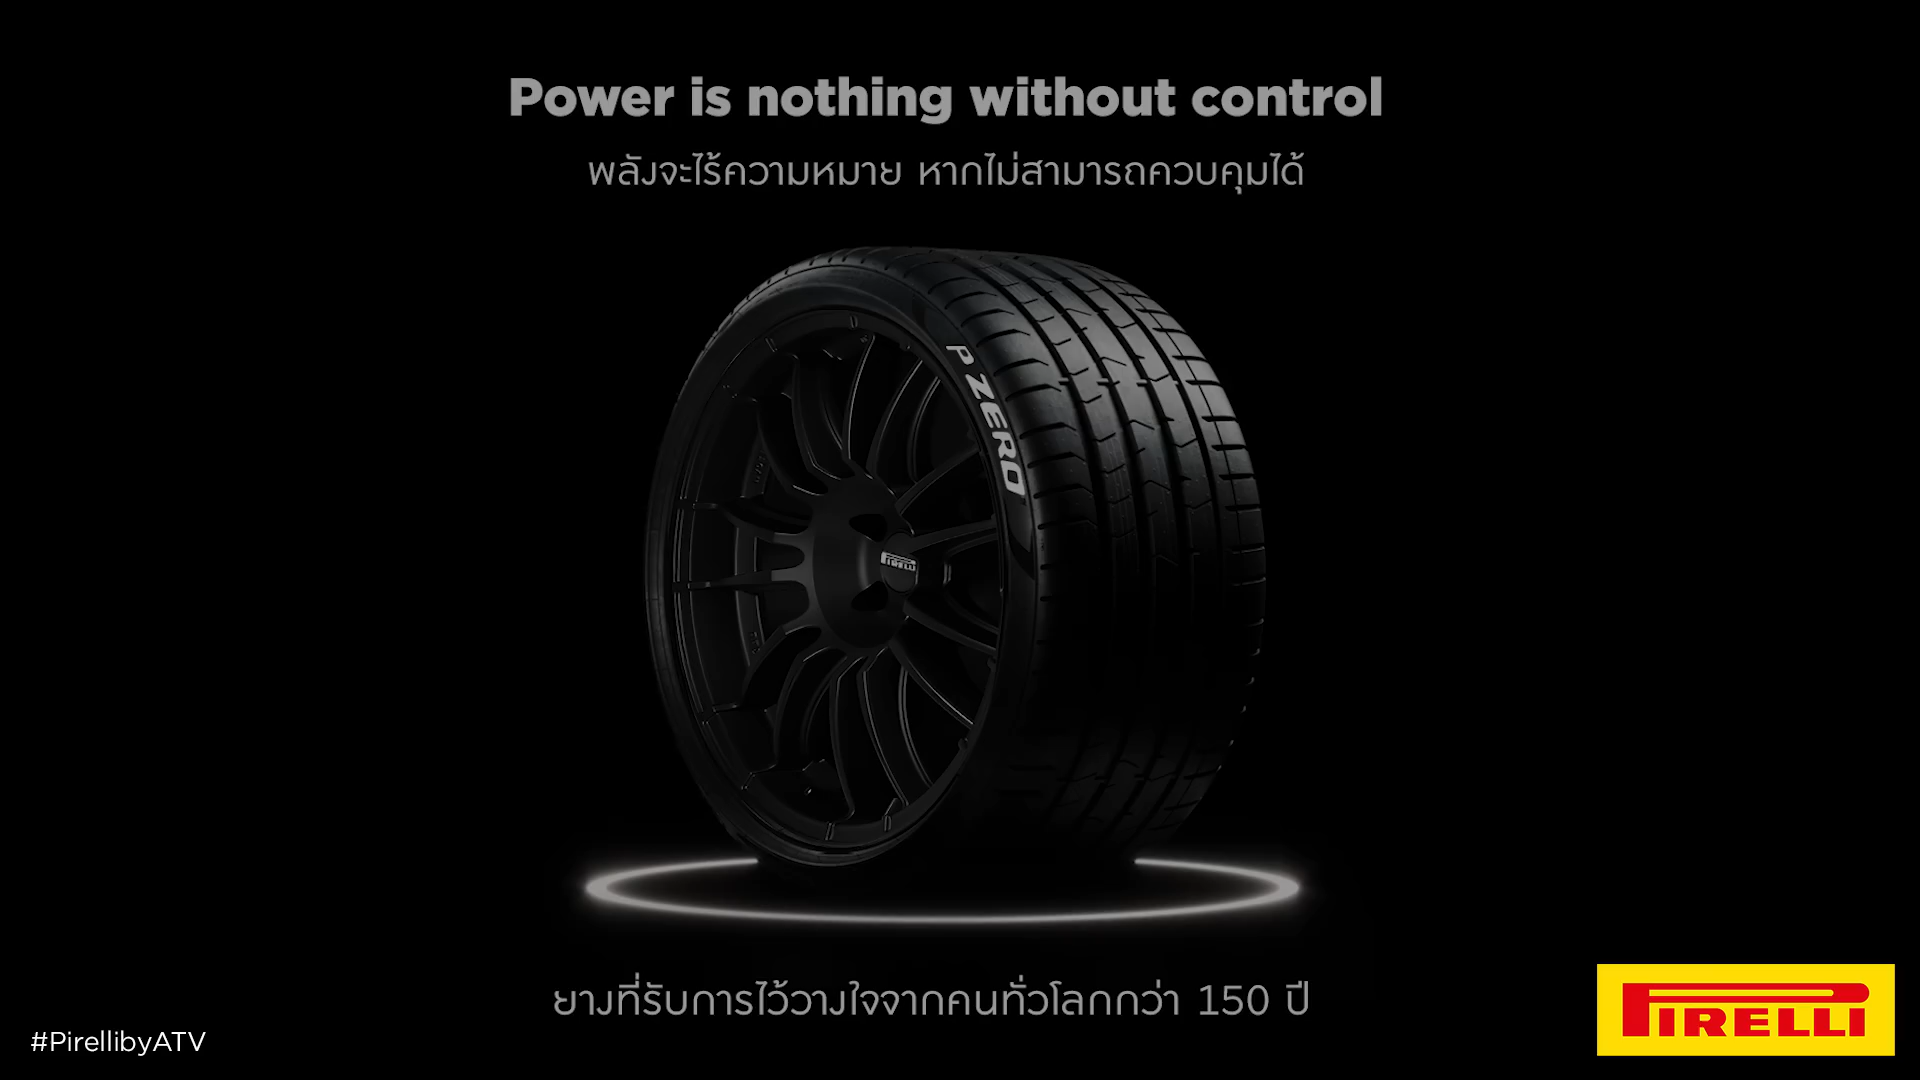 Power is nothing without control
พลังจะไร้ความหมาย หากไม่สามารถควบคุมได้
P ZERO
PIRELLI
ยางที่รับการไว้วางใจจากคนทั่วโลกกว่า 150 ปี
#PirellibyATV
PIRELLI